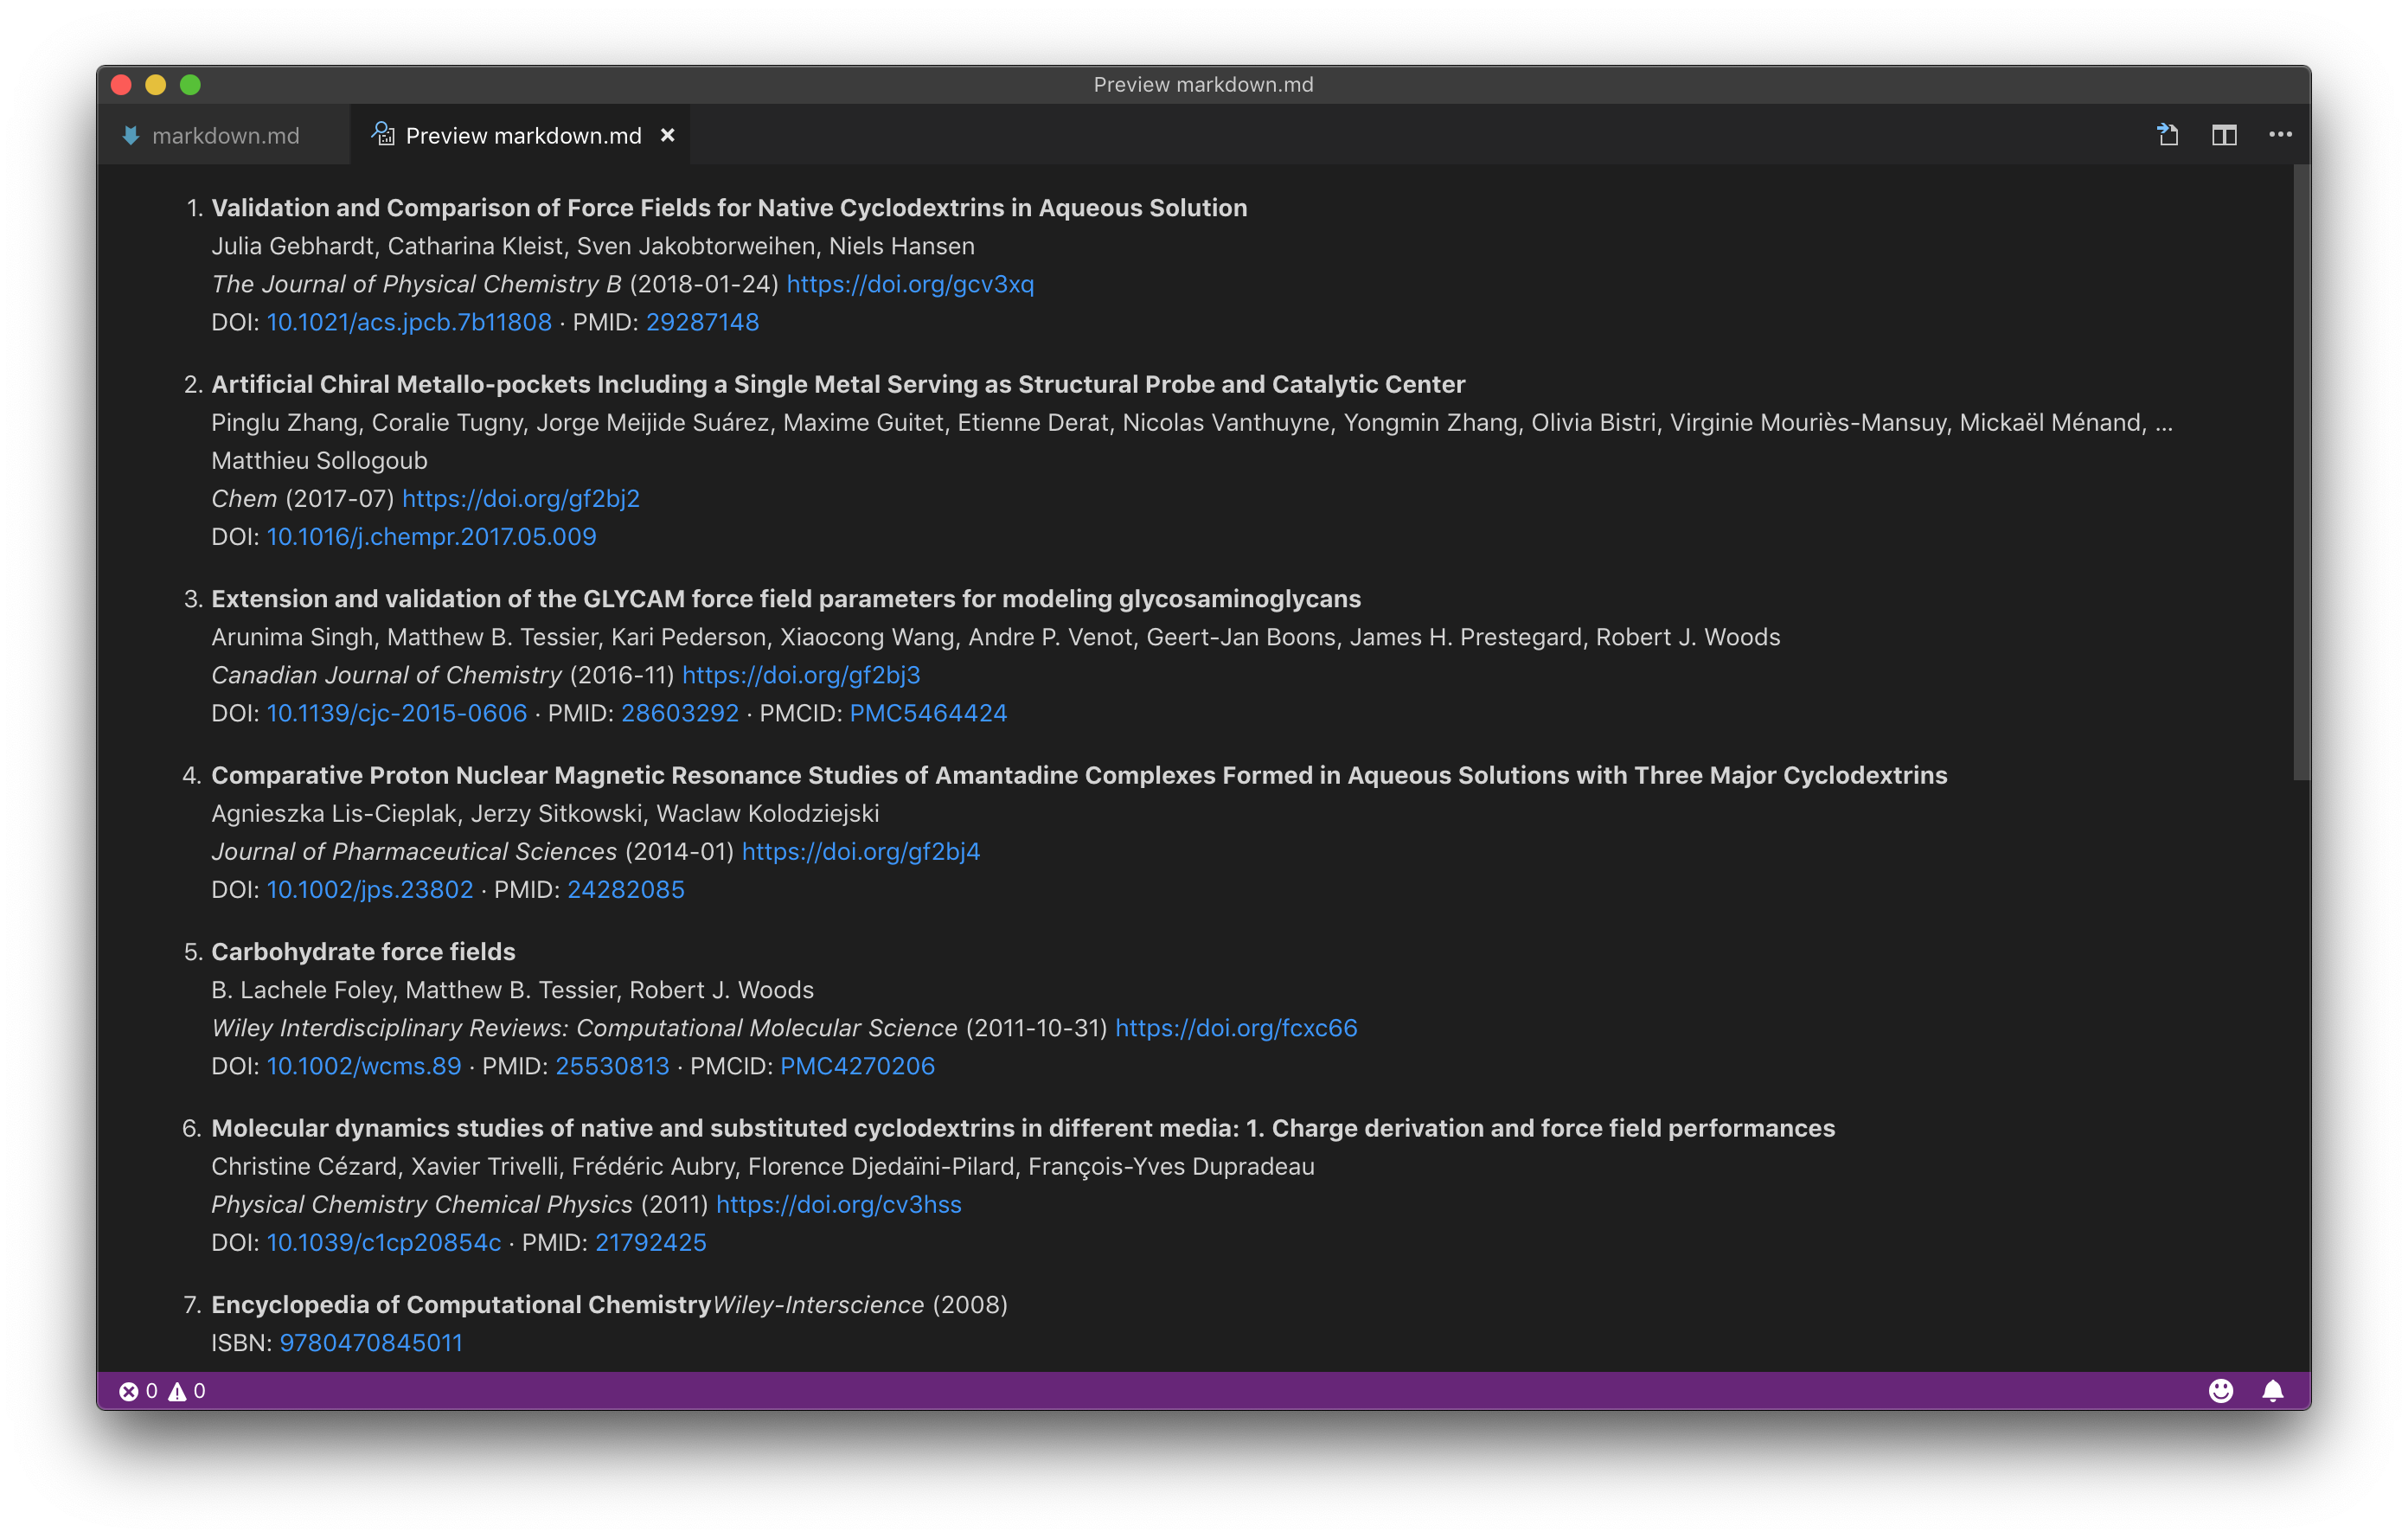 Preview markdown.md
markdown.md
Preview markdown.md
1. Validation and Comparison of Force Fields for Native Cyclodextrins in Aqueous Solution
Julia Gebhardt, Catharina Kleist, Sven Jakobtorweihen, Niels Hansen
The Journal of Physical Chemistry B (2018-01-24) https://doi.org/gcv3xq
DOI: 10.1021/acs.jpcb.7b11808 · PMID: 29287148
2. Artificial Chiral Metallo-pockets Including a Single Metal Serving as Structural Probe and Catalytic Center
Pinglu Zhang, Coralie Tugny, Jorge Meijide Suárez, Maxime Guitet, Etienne Derat, Nicolas Vanthuyne, Yongmin Zhang, Olivia Bistri, Virginie Mouriès-Mansuy, Mickaël Ménand, …
Matthieu Sollogoub
Chem (2017-07) https://doi.org/gf2bj2
DOI: 10.1016/j.chempr.2017.05.009
3. Extension and validation of the GLYCAM force field parameters for modeling glycosaminoglycans
Arunima Singh, Matthew B. Tessier, Kari Pederson, Xiaocong Wang, Andre P. Venot, Geert-Jan Boons, James H. Prestegard, Robert J. Woods
Canadian Journal of Chemistry (2016-11) https://doi.org/gf2bj3
DOI: 10.1139/cjc-2015-0606 · PMID: 28603292 · PMCID: PMC5464424
4. Comparative Proton Nuclear Magnetic Resonance Studies of Amantadine Complexes Formed in Aqueous Solutions with Three Major Cyclodextrins
Agnieszka Lis-Cieplak, Jerzy Sitkowski, Waclaw Kolodziejski
Journal of Pharmaceutical Sciences (2014-01) https://doi.org/gf2bj4
DOI: 10.1002/jps.23802 · PMID: 24282085
5. Carbohydrate force fields
B. Lachele Foley, Matthew B. Tessier, Robert J. Woods
Wiley Interdisciplinary Reviews: Computational Molecular Science (2011-10-31) https://doi.org/fcxc66
DOI: 10.1002/wcms.89 · PMID: 25530813 · PMCID: PMC4270206
6. Molecular dynamics studies of native and substituted cyclodextrins in different media: 1. Charge derivation and force field performances
Christine Cézard, Xavier Trivelli, Frédéric Aubry, Florence Djedaïni-Pilard, François-Yves Dupradeau
Physical Chemistry Chemical Physics (2011) https://doi.org/cv3hss
DOI: 10.1039/c1cp20854c · PMID: 21792425
7. Encyclopedia of Computational ChemistryWiley-Interscience (2008)
ISBN: 9780470845011
0 0